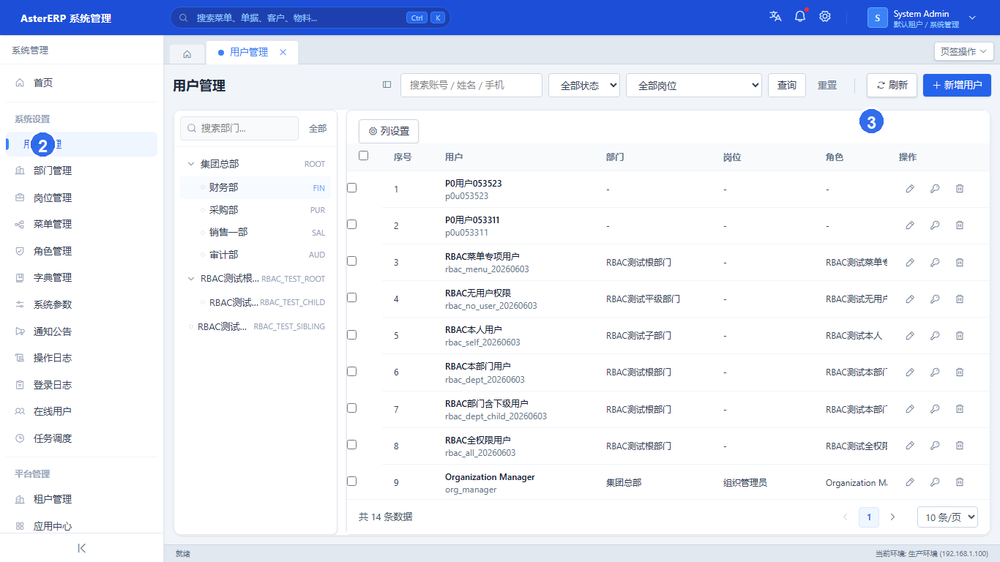 AsterERP 系统管理
搜索菜单、单据、客户、物料... Ctrl K
S
System Admin
默认租户 / 系统管理
系统管理
首页
系统设置
用 2 理
部门管理
岗位管理
菜单管理
角色管理
字典管理
系统参数
通知公告
操作日志
登录日志
在线用户
任务调度
平台管理
租户管理
应用中心
用户管理
页签操作
用户管理
搜索账号 / 姓名 / 手机
全部状态
全部岗位
查询
重置
刷新
新增用户
3
搜索部门...
全部
集团总部 ROOT
财务部 FIN
采购部 PUR
销售一部 SAL
审计部 AUD
RBAC测试根... RBAC_TEST_ROOT
RBAC测试... RBAC_TEST_CHILD
RBAC测试... RBAC_TEST_SIBLING
列设置
序号 用户 部门 岗位 角色 操作
1 P0用户053523 - - -
p0u053523
2 P0用户053311 - - -
p0u053311
3 RBAC菜单专项用户 RBAC测试根部门 - RBAC测试菜单专
rbac_menu_20260603
4 RBAC无用户权限 RBAC测试平级部门 - RBAC测试无用户
rbac_no_user_20260603
5 RBAC本人用户 RBAC测试子部门 - RBAC测试本人
rbac_self_20260603
6 RBAC本部门用户 RBAC测试根部门 - RBAC测试本部门
rbac_dept_20260603
7 RBAC部门含下级用户 RBAC测试根部门 - RBAC测试本部门
rbac_dept_child_20260603
8 RBAC全权限用户 RBAC测试根部门 - RBAC测试全权限
rbac_all_20260603
9 Organization Manager 集团总部 组织管理员 Organization Ma
org_manager
共 14 条数据
1
10 条/页
就绪
当前环境: 生产环境 (192.168.1.100)